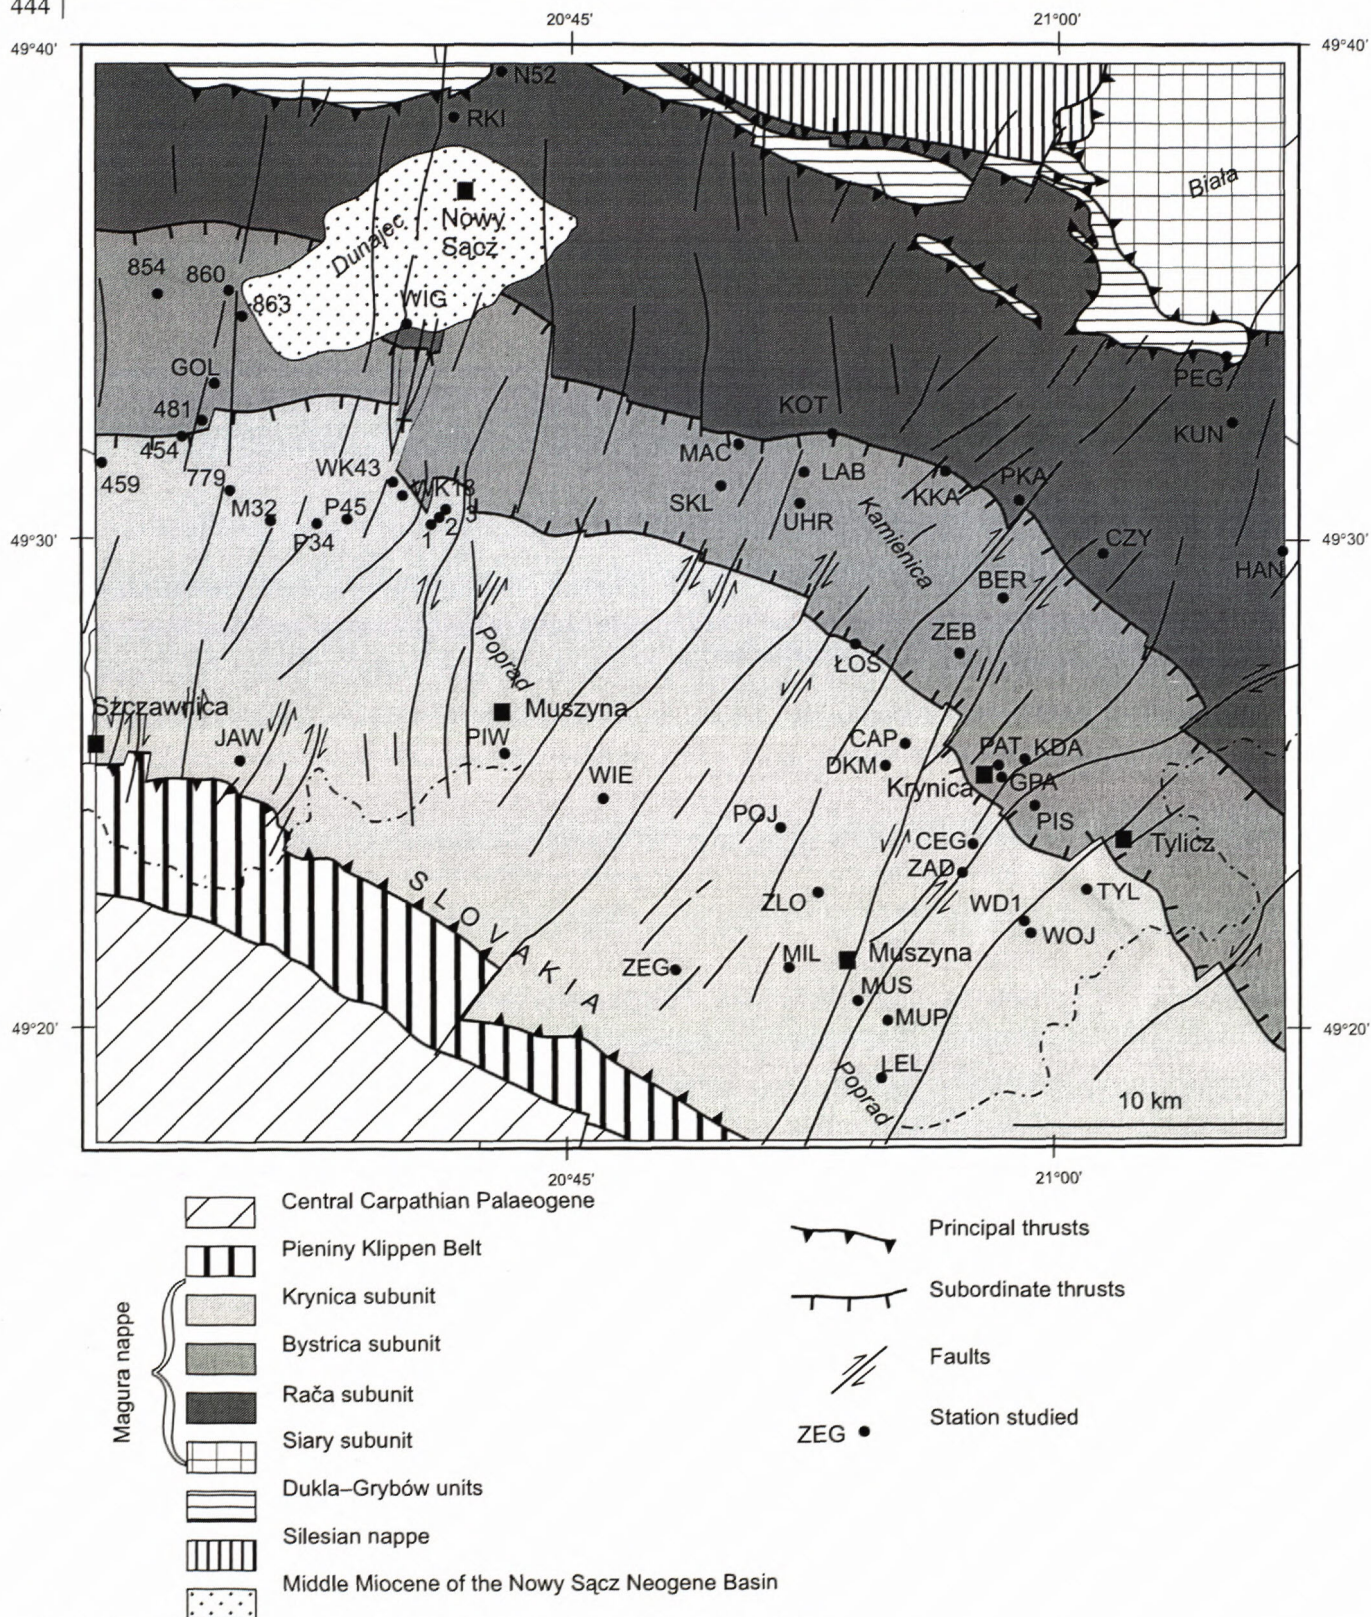 444
20°45'
21°00'
49°40'
49°40'
N52
RKI
Biała
Nowy
Sącz
Dunajec
854
860
863
WIG
GOL
PEG
481
KOT
KUN
454
MAC
LAB
459
779
WK43
WK13
KKA
PKA
SKL
UHR
M32
P45
P34
1
2
3
Kamienica
49°30'
49°30'
CZY
HAN
BER
ZEB
Poprad
ŁOS
Szczawnica
Muszyna
JAW
PIW
CAP
DKM
PAT
KDA
Krynica
GPA
WIE
POJ
PIS
CEG
Tylicz
ZAD
SLOVAKIA
ZLO
WD1
TYL
WOJ
ZEG
MIL
Muszyna
MUS
MUP
49°20'
49°20'
LEL
Poprad
10 km
20°45'
21°00'
Central Carpathian Palaeogene
Pieniny Klippen Belt
Magura nappe
Krynica subunit
Bystrica subunit
Rača subunit
Siary subunit
Dukla–Grybów units
Silesian nappe
Middle Miocene of the Nowy Sącz Neogene Basin
Principal thrusts
Subordinate thrusts
Faults
ZEG
Station studied